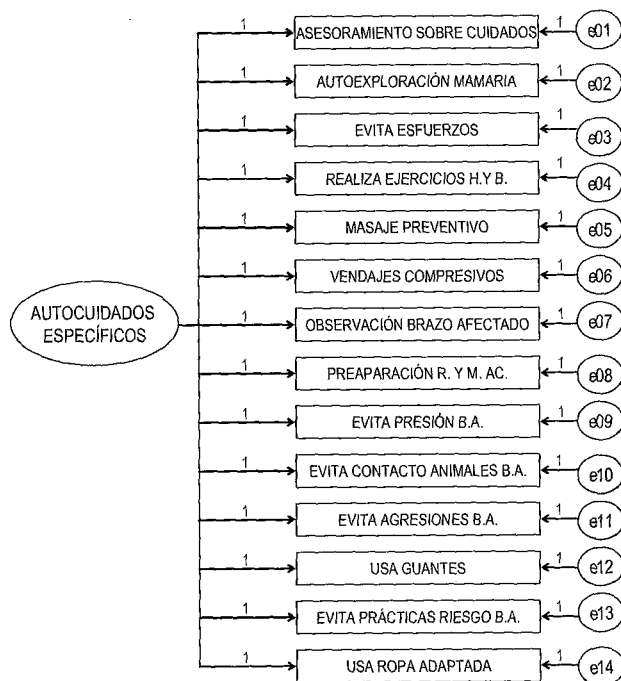 1 ASESORAMIENTO SOBRE CUIDADOS 1 e01
1 AUTOEXPLORACIÓN MAMARIA 1 e02
1 EVITA ESFUERZOS 1 e03
1 REALIZA EJERCICIOS H.Y B. 1 e04
1 MASAJE PREVENTIVO 1 e05
1 VENDAJES COMPRESIVOS 1 e06
AUTOCUIDADOS
ESPECÍFICOS
1 OBSERVACIÓN BRAZO AFECTADO 1 e07
1 PREAPARACIÓN R. Y M. AC. 1 e08
1 EVITA PRESIÓN B.A. 1 e09
1 EVITA CONTACTO ANIMALES B.A. 1 e10
1 EVITA AGRESIONES B.A. 1 e11
1 USA GUANTES 1 e12
1 EVITA PRÁCTICAS RIESGO B.A. 1 e13
1 USA ROPA ADAPTADA 1 e14